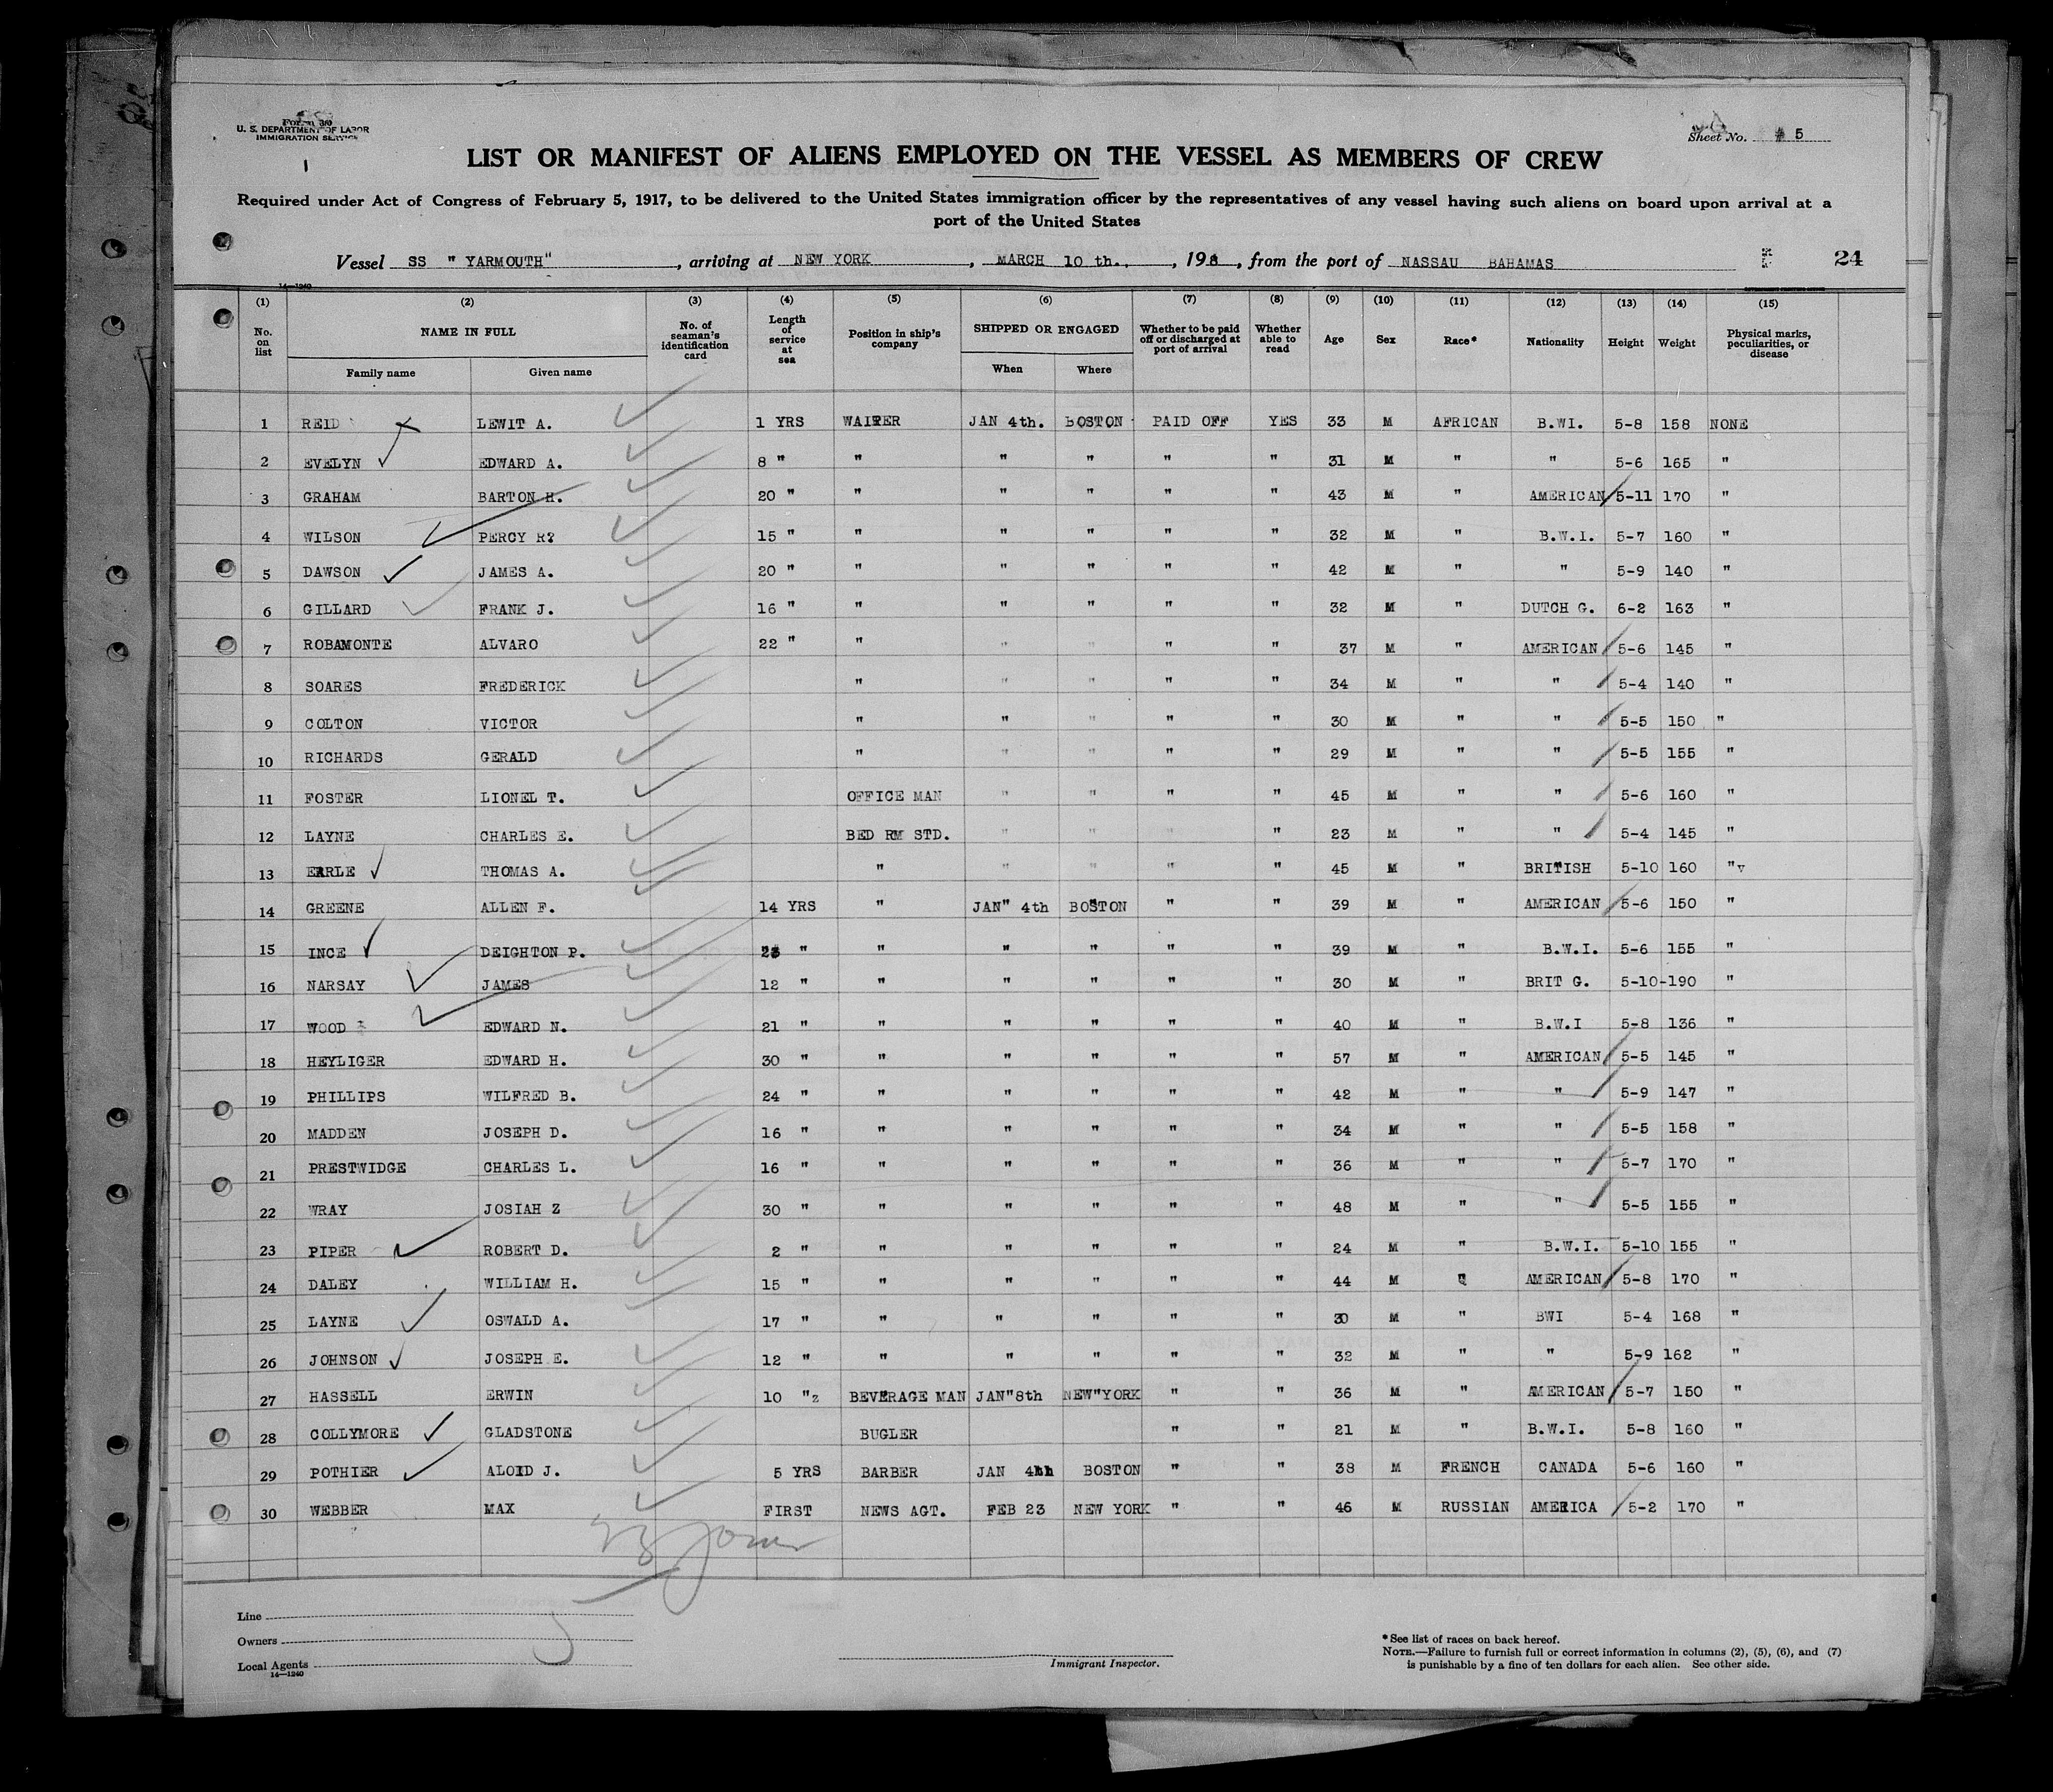 Form 
U. S. DEPARTMENT OF LABOR
IMMIGRATION SERVICE
1
Sheet No. # 5
LIST OR MANIFEST OF ALIENS EMPLOYED ON THE VESSEL AS MEMBERS OF CREW
Required under Act of Congress of February 5, 1917, to be delivered to the United States immigration officer by the representatives of any vessel having such aliens on board upon arrival at a
port of the United States
Vessel SS " YARMOUTH" , arriving at NEW YORK , MARCH 10 th. , , from the port of NASSAU BAHAMAS 24
14—1240
(1) (2) (3) (4) (5) (6) (7) (8) (9) (10) (11) (12) (13) (14) (15)
No. on list NAME IN FULL No. of seaman's identification card Length of service at sea Position in ship's company SHIPPED OR ENGAGED Whether to be paid off or discharged at port of arrival Whether able to read Age Sex Race* Nationality Height Weight Physical marks, peculiarities, or disease
Family name Given name When Where
1 REID LEWIT A. 1 YRS WAITER JAN 4th. BOSTON PAID OFF YES 33 M AFRICAN B.WI. 5-8 158 NONE
2 EVELYN EDWARD A. 8 " " " " " " 31 M " " 5-6 165 "
3 GRAHAM BARTON H. 20 " " " " " " 43 M " AMERICAN 5-11 170 "
4 WILSON PERCY R? 15 " " " " " " 32 M " B.W.I. 5-7 160 "
5 DAWSON JAMES A. 20 " " " " " " 42 M " " 5-9 140 "
6 GILLARD FRANK J. 16 " " " " " " 32 M " DUTCH G. 6-2 163 "
7 ROBAMONTE ALVARO 22 " " " " " " 37 M " AMERICAN 5-6 145 "
8 SOARES FREDERICK " " " " " 34 M " " 5-4 140 "
9 COLTON VICTOR " " " " " 30 M " " 5-5 150 "
10 RICHARDS GERALD " " " " " 29 M " " 5-5 155 "
11 FOSTER LIONEL T. OFFICE MAN " " " " 45 M " " 5-6 160 "
12 LAYNE CHARLES E. BED RM STD. " " " " 23 M " " 5-4 145 "
13 EARLE THOMAS A. " " " " " 45 M " BRITISH 5-10 160 "v
14 GREENE ALLEN F. 14 YRS " JAN" 4th BOSTON " " 39 M " AMERICAN 5-6 150 "
15 INCE DEIGHTON P. " " " " " " 39 M " B.W.I. 5-6 155 "
16 NARSAY JAMES 12 " " " " " " 30 M " BRIT G. 5-10-190 "
17 WOOD EDWARD N. 21 " " " " " " 40 M " B.W.I 5-8 136 "
18 HEYLIGER EDWARD H. 30 " " " " " " 57 M " AMERICAN 5-5 145 "
19 PHILLIPS WILFRED B. 24 " " " " " " 42 M " " 5-9 147 "
20 MADDEN JOSEPH D. 16 " " " " " " 34 M " " 5-5 158 "
21 PRESTWIDGE CHARLES L. 16 " " " " " " 36 M " " 5-7 170 "
22 WRAY JOSIAH Z 30 " " " " " " 48 M " " 5-5 155 "
23 PIPER ROBERT D. 2 " " " " " " 24 M " B.W.I. 5-10 155 "
24 DALEY WILLIAM H. 15 " " " " " " 44 M " AMERICAN 5-8 170 "
25 LAYNE OSWALD A. 17 " " " " " " 30 M " BWI 5-4 168 "
26 JOHNSON JOSEPH E. 12 " " " " " " 32 M " " 5-9 162 "
27 HASSELL ERWIN 10 "z BEVERAGE MAN JAN"8th NEW"YORK " " 36 M " AMERICAN 5-7 150 "
28 COLLYMORE GLADSTONE BUGLER " " 21 M " B.W.I. 5-8 160 "
29 POTHIER ALOID J. 5 YRS BARBER JAN 4th BOSTON " " 38 M FRENCH CANADA 5-6 160 "
30 WEBBER MAX FIRST NEWS AGT. FEB 23 NEW YORK " " 46 M RUSSIAN AMERICA 5-2 170 "
Line
Owners
Local Agents
14—1240
Immigrant Inspector.
*See list of races on back hereof.
NOTE.—Failure to furnish full or correct information in columns (2), (5), (6), and (7)
is punishable by a fine of ten dollars for each alien. See other side.